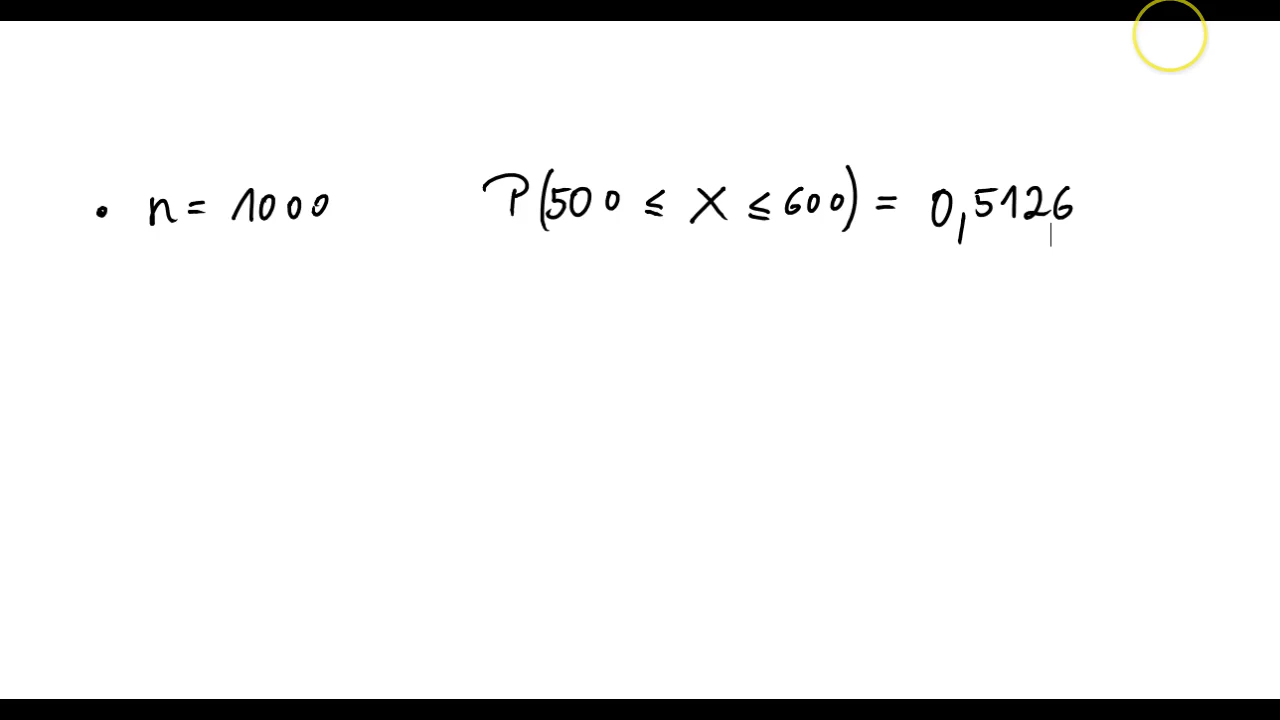 • n = 1000 P(500 ≤ X ≤ 600) = 0,5126